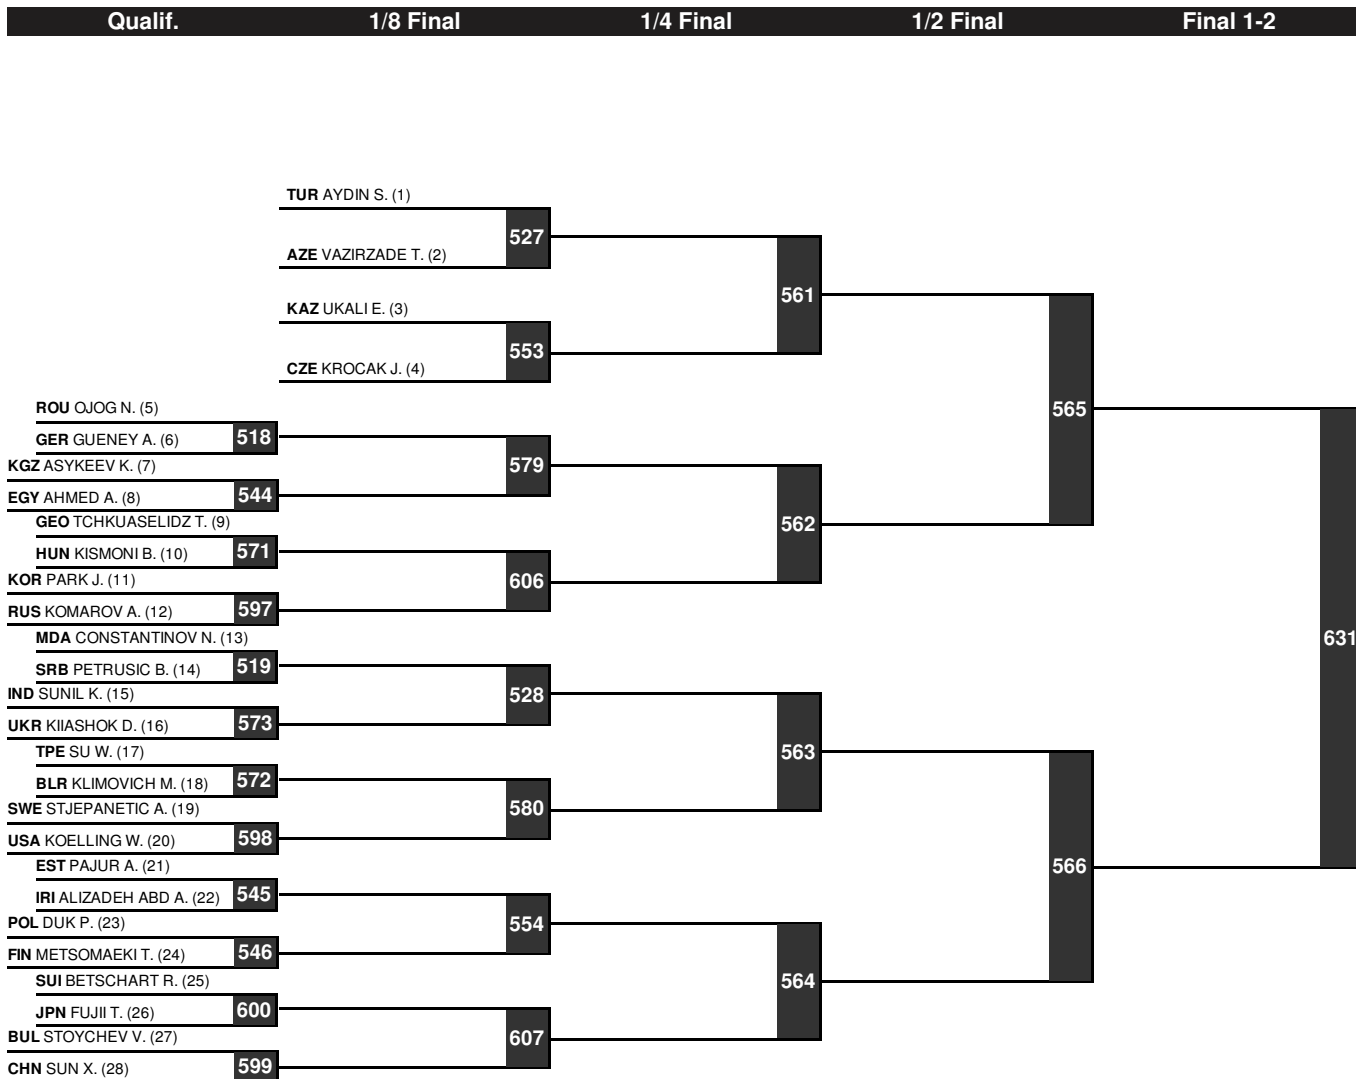 Qualif. 1/8 Final 1/4 Final 1/2 Final Final 1-2
TUR AYDIN S. (1)
527
AZE VAZIRZADE T. (2)
561
KAZ UKALI E. (3)
553
CZE KROCAK J. (4)
565
ROU OJOG N. (5)
518
GER GUENEY A. (6)
KGZ ASYKEEV K. (7)
579
544
EGY AHMED A. (8)
GEO TCHKUASELIDZ T. (9)
562
571
HUN KISMONI B. (10)
KOR PARK J. (11)
606
597
RUS KOMAROV A. (12)
MDA CONSTANTINOV N. (13)
631
519
SRB PETRUSIC B. (14)
IND SUNIL K. (15)
528
573
UKR KIIASHOK D. (16)
TPE SU W. (17)
563
572
BLR KLIMOVICH M. (18)
SWE STJEPANETIC A. (19)
580
598
USA KOELLING W. (20)
EST PAJUR A. (21)
566
545
IRI ALIZADEH ABD A. (22)
POL DUK P. (23)
554
546
FIN METSOMAEKI T. (24)
SUI BETSCHART R. (25)
564
600
JPN FUJII T. (26)
BUL STOYCHEV V. (27)
607
599
CHN SUN X. (28)